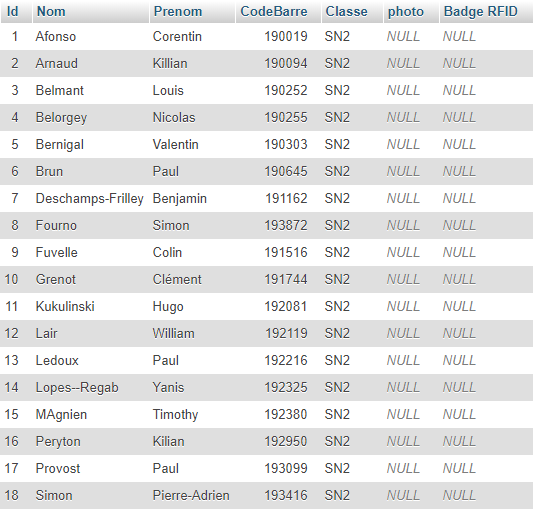 Id Nom Prenom CodeBarre Classe photo Badge RFID
1 Afonso Corentin 190019 SN2 NULL NULL
2 Arnaud Killian 190094 SN2 NULL NULL
3 Belmant Louis 190252 SN2 NULL NULL
4 Belorgey Nicolas 190255 SN2 NULL NULL
5 Bernigal Valentin 190303 SN2 NULL NULL
6 Brun Paul 190645 SN2 NULL NULL
7 Deschamps-Frilley Benjamin 191162 SN2 NULL NULL
8 Fourno Simon 193872 SN2 NULL NULL
9 Fuvelle Colin 191516 SN2 NULL NULL
10 Grenot Clément 191744 SN2 NULL NULL
11 Kukulinski Hugo 192081 SN2 NULL NULL
12 Lair William 192119 SN2 NULL NULL
13 Ledoux Paul 192216 SN2 NULL NULL
14 Lopes--Regab Yanis 192325 SN2 NULL NULL
15 MAgnien Timothy 192380 SN2 NULL NULL
16 Peryton Kilian 192950 SN2 NULL NULL
17 Provost Paul 193099 SN2 NULL NULL
18 Simon Pierre-Adrien 193416 SN2 NULL NULL